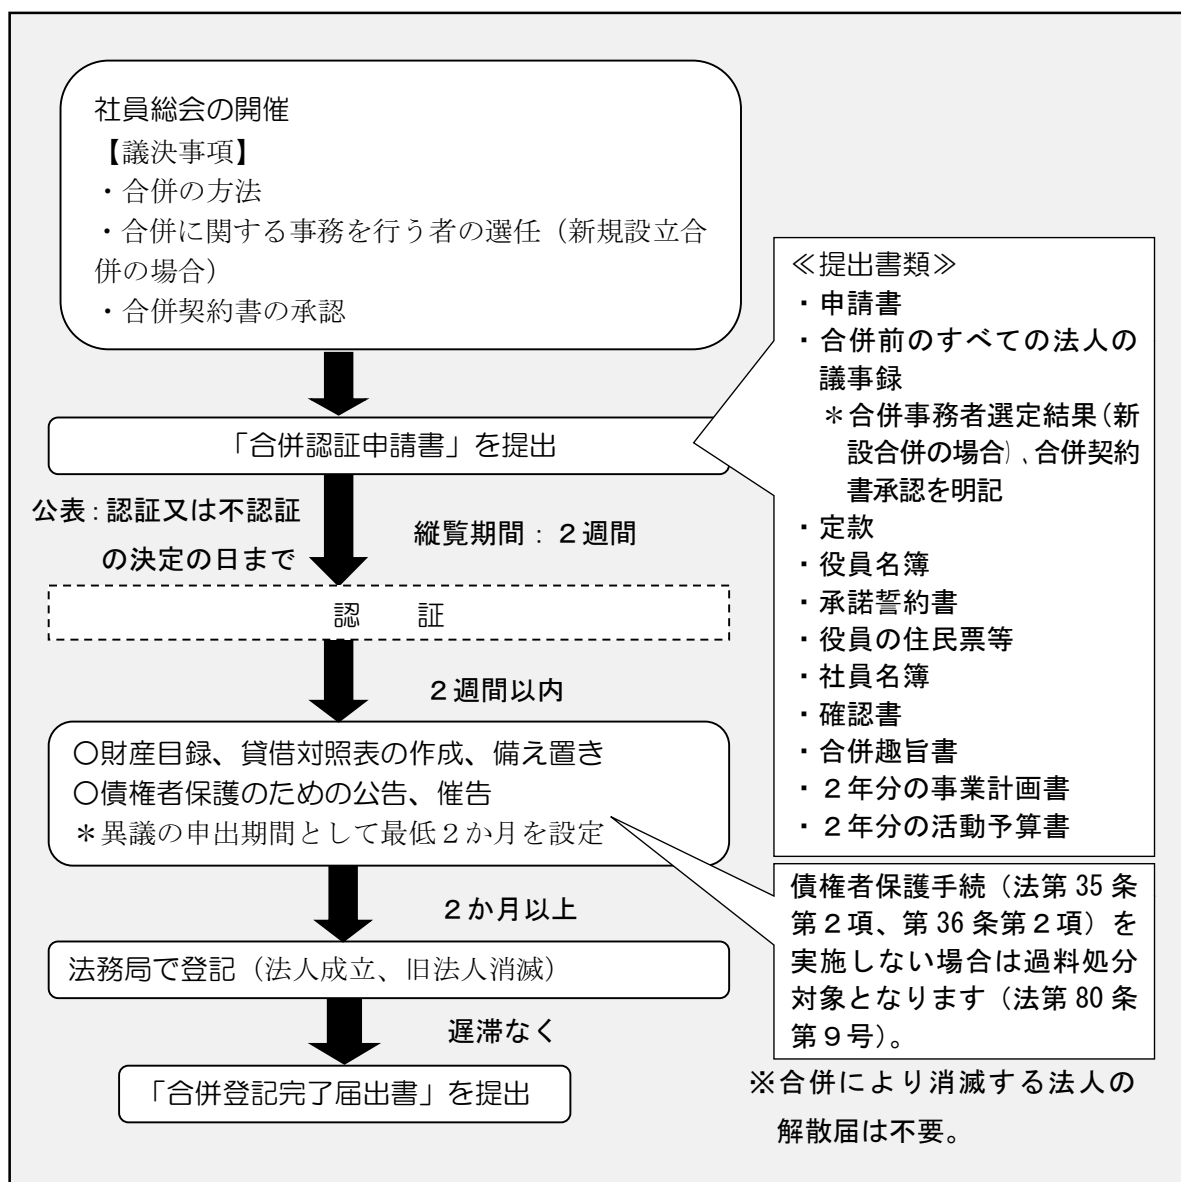 社員総会の開催
【議決事項】
・合併の方法
・合併に関する事務を行う者の選任（新規設立合
併の場合）
・合併契約書の承認
「合併認証申請書」を提出
≪提出書類≫
・申請書
・合併前のすべての法人の
議事録
＊合併事務者選定結果（新
設合併の場合）、合併契約
書承認を明記
・定款
・役員名簿
・承諾誓約書
・役員の住民票等
・社員名簿
・確認書
・合併趣旨書
・２年分の事業計画書
・２年分の活動予算書
公表：認証又は不認証
の決定の日まで
縦覧期間：２週間
認　　証
２週間以内
〇財産目録、貸借対照表の作成、備え置き
〇債権者保護のための公告、催告
＊異議の申出期間として最低２か月を設定
債権者保護手続（法第 35 条
第２項、第 36 条第２項）を
実施しない場合は過料処分
対象となります（法第 80 条
第９号）。
２か月以上
法務局で登記（法人成立、旧法人消滅）
遅滞なく
「合併登記完了届出書」を提出
※合併により消滅する法人の
解散届は不要。